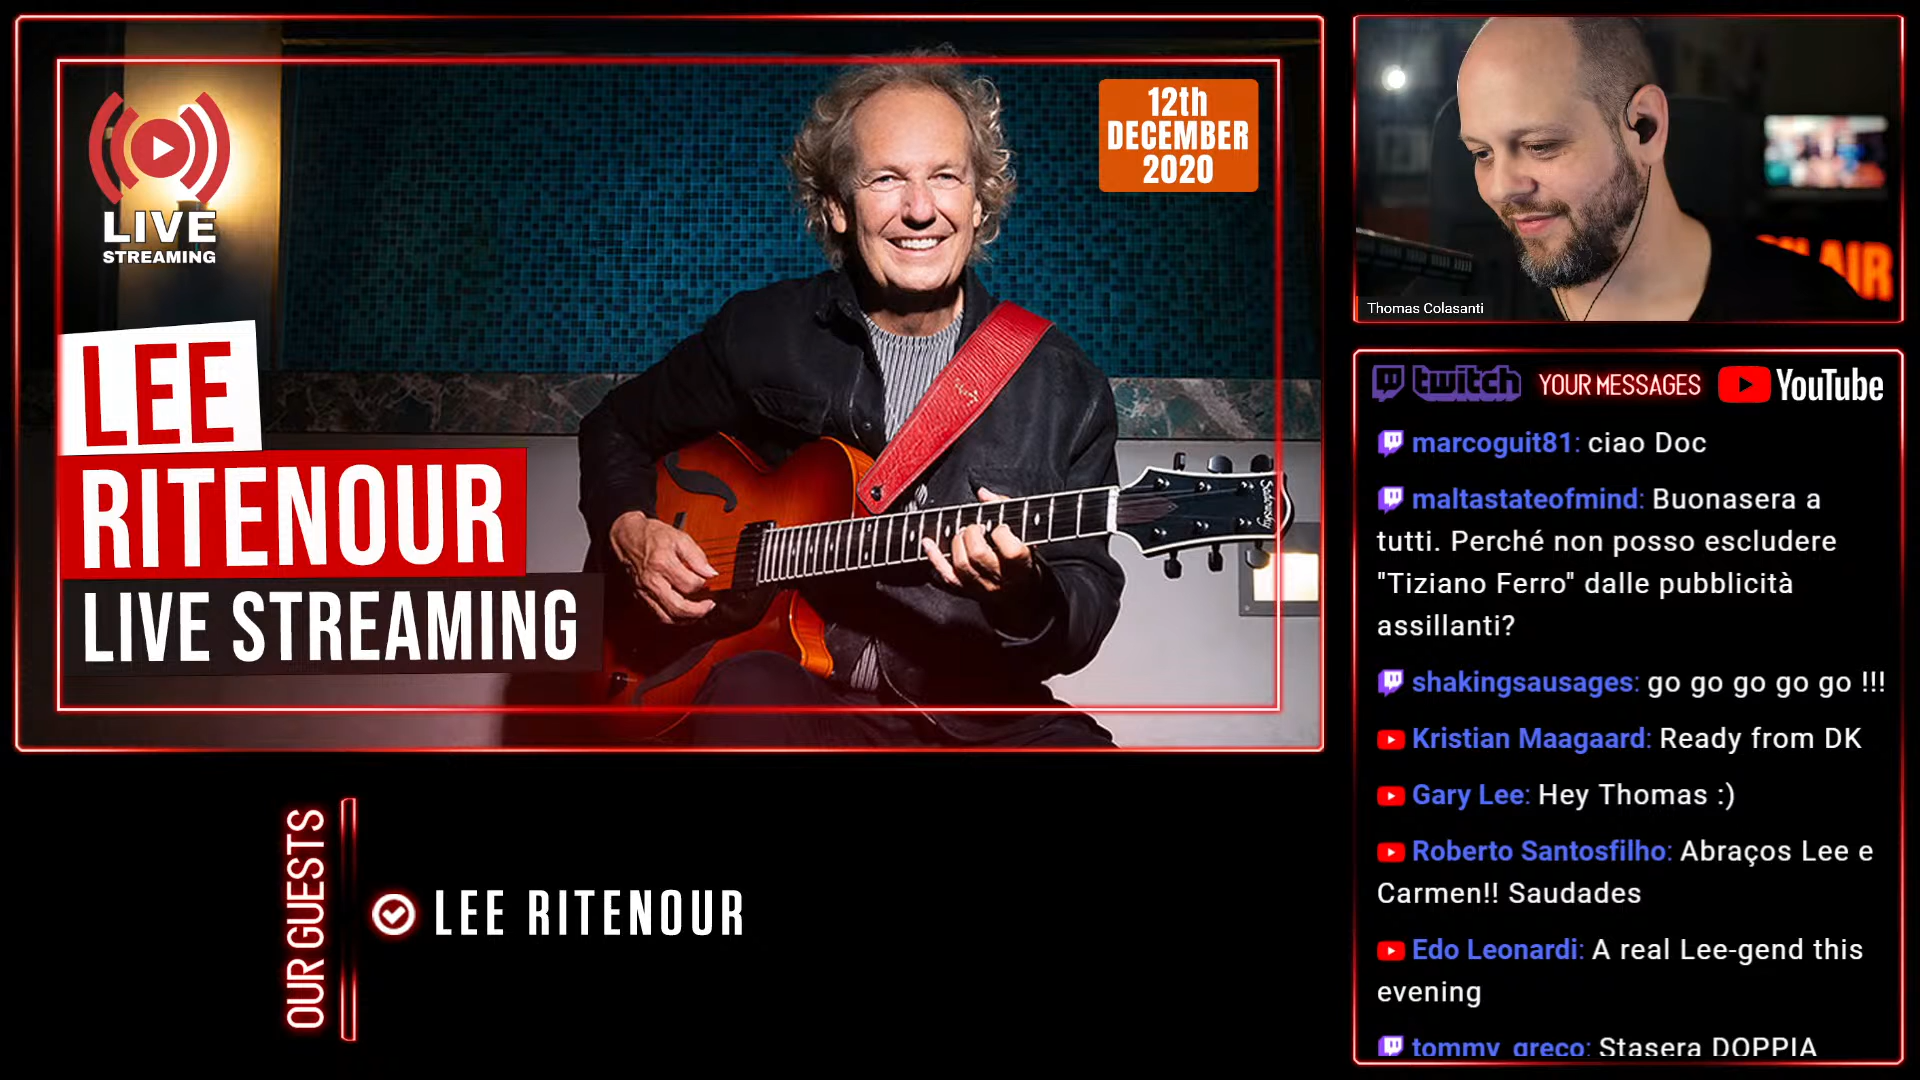 LIVE
STREAMING
12th
DECEMBER
2020
LEE
RITENOUR
LIVE STREAMING
Sadowsky
OUR GUESTS
LEE RITENOUR
AIR
Thomas Colasanti
twitch YOUR MESSAGES YouTube
marcoguit81: ciao Doc
maltastateofmind: Buonasera a
tutti. Perché non posso escludere
"Tiziano Ferro" dalle pubblicità
assillanti?
shakingsausages: go go go go go !!!
Kristian Maagaard: Ready from DK
Gary Lee: Hey Thomas :)
Roberto Santosfilho: Abraços Lee e
Carmen!! Saudades
Edo Leonardi: A real Lee-gend this
evening
tommy_greco: Stasera DOPPIA